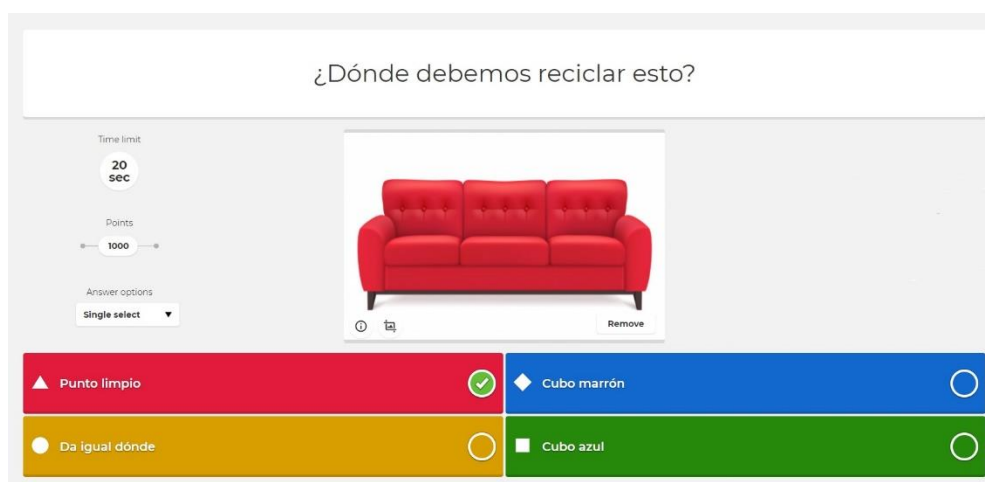 ¿Dónde debemos reciclar esto?
Time limit
20
sec
Points
1000
Answer options
Single select
Remove
Punto limpio
Cubo marrón
Da igual dónde
Cubo azul